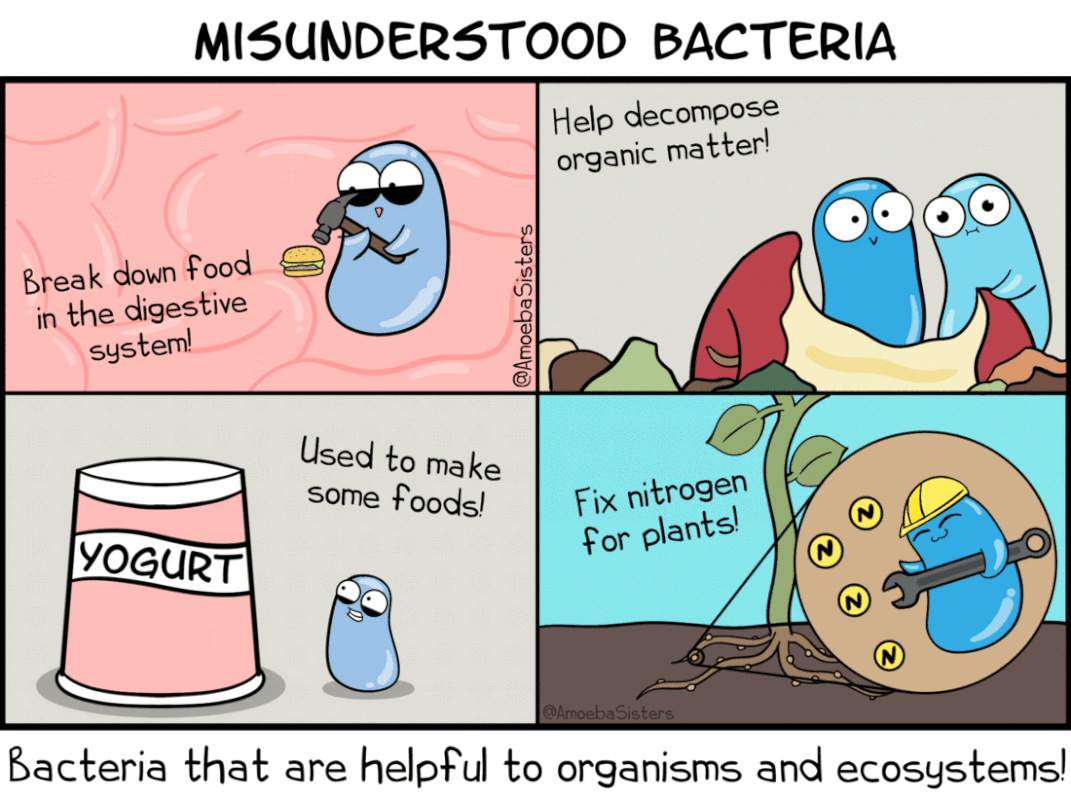 MISUNDERSTOOD BACTERIA
Break down food
in the digestive
system!
@AmoebaSisters
Help decompose
organic matter!
Used to make
some foods!
YOGURT
Fix nitrogen
for plants!
N
N
N
N
@AmoebaSisters
Bacteria that are helpful to organisms and ecosystems!